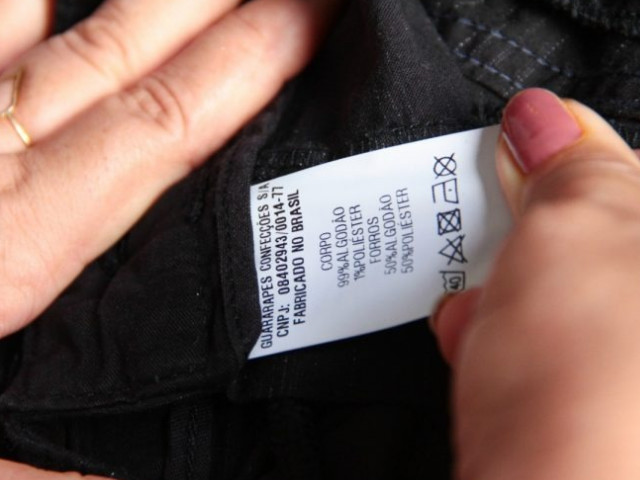 GUARARAPES CONFECÇÕES S/A
CNPJ: 08402943/0014-77
FABRICADO NO BRASIL
CORPO
99%ALGODÃO
1%POLIÉSTER
FORROS
50%ALGODÃO
50%POLIÉSTER
40